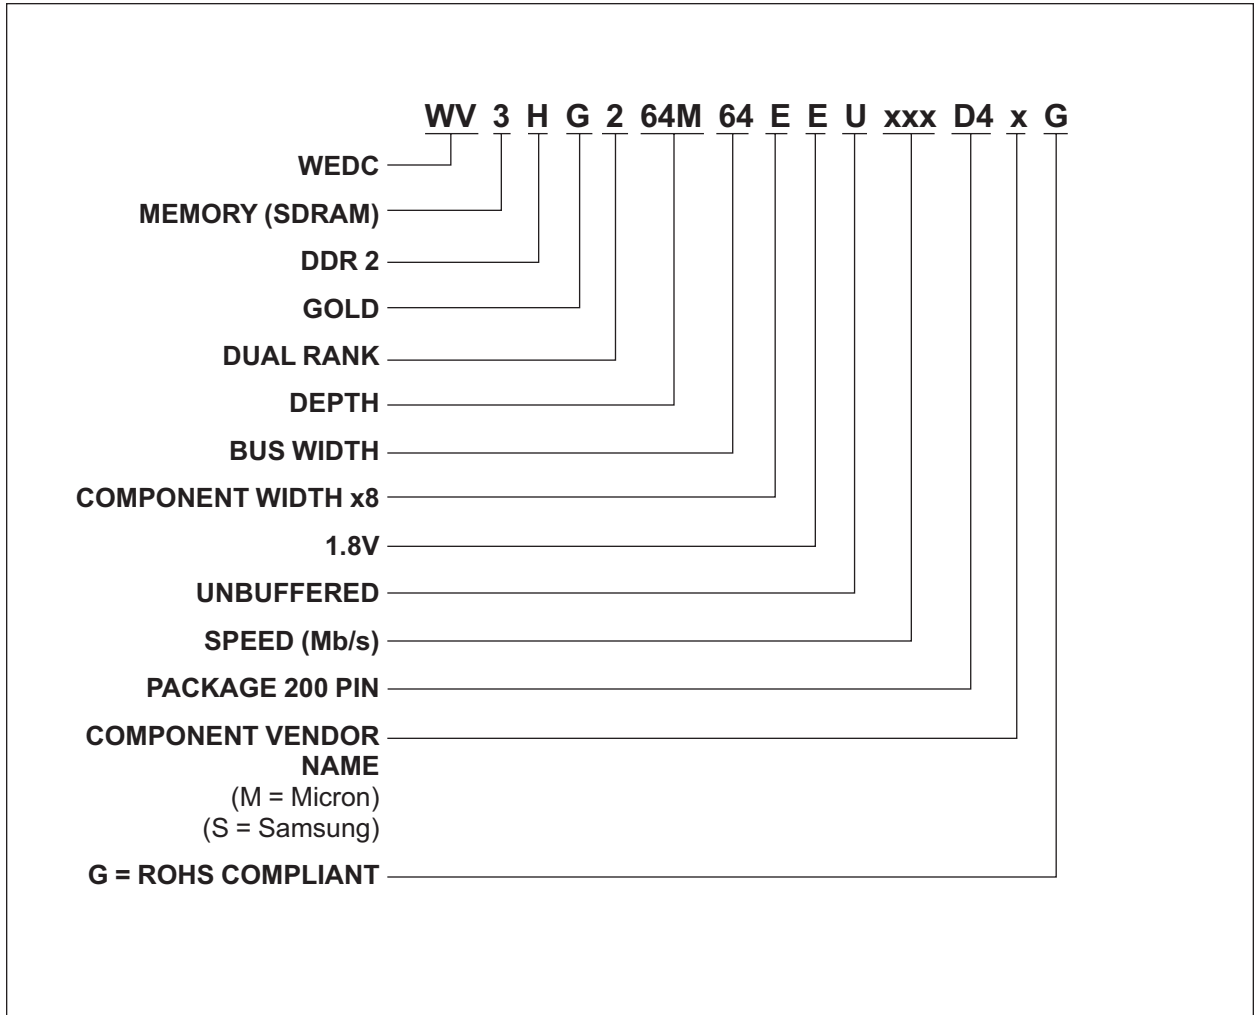 WV 3 H G 2 64M 64 E E U xxx D4 x G
WEDC
MEMORY (SDRAM)
DDR 2
GOLD
DUAL RANK
DEPTH
BUS WIDTH
COMPONENT WIDTH x8
1.8V
UNBUFFERED
SPEED (Mb/s)
PACKAGE 200 PIN
COMPONENT VENDOR
NAME
(M = Micron)
(S = Samsung)
G = ROHS COMPLIANT